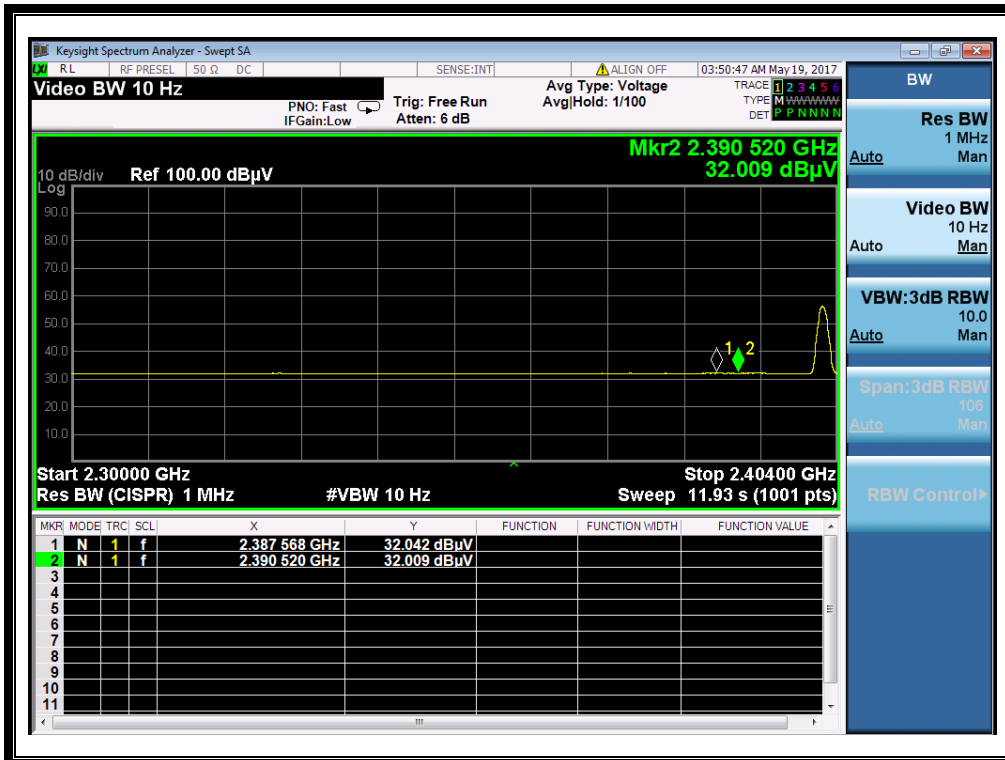 Keysight Spectrum Analyzer - Swept SA
LXI RL RF PRESEL 50 Ω DC SENSE:INT ALIGN OFF 03:50:47 AM May 19, 2017
Video BW 10 Hz
PNO: Fast
IFGain:Low
Trig: Free Run
Atten: 6 dB
Avg Type: Voltage
Avg|Hold: 1/100
TRACE 1 2 3 4 5 6
TYPE M W W W W W
DET P P N N N N
Mkr2 2.390 520 GHz
32.009 dBµV
10 dB/div Ref 100.00 dBµV
Log
90.0
80.0
70.0
60.0
50.0
40.0
30.0
20.0
10.0
1 2
Start 2.30000 GHz Stop 2.40400 GHz
Res BW (CISPR) 1 MHz #VBW 10 Hz Sweep 11.93 s (1001 pts)
MKR MODE TRC SCL X Y FUNCTION FUNCTION WIDTH FUNCTION VALUE
1 N 1 f 2.387 568 GHz 32.042 dBµV
2 N 1 f 2.390 520 GHz 32.009 dBµV
3
4
5
6
7
8
9
10
11
BW
Res BW
1 MHz
Auto Man
Video BW
10 Hz
Auto Man
VBW:3dB RBW
10.0
Auto Man
Span:3dB RBW
106
Auto Man
RBW Control